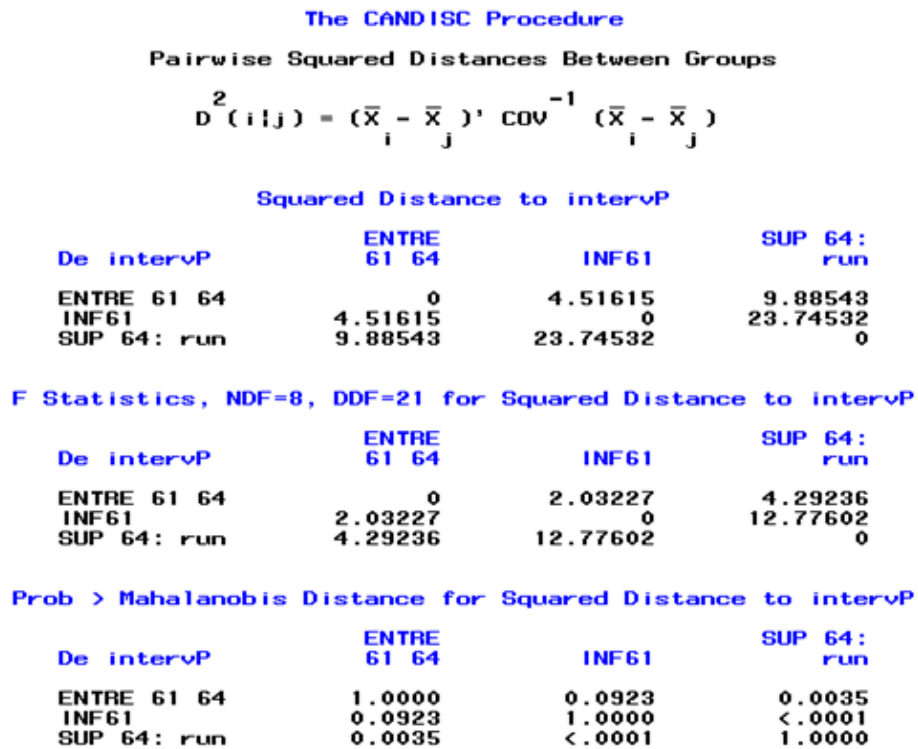 The CANDISC Procedure
Pairwise Squared Distances Between Groups
D²(i|j) = (X̄i - X̄j)' COV⁻¹ (X̄i - X̄j)
Squared Distance to intervP
ENTRE SUP 64:
De intervP 61 64 INF61 run
ENTRE 61 64 0 4.51615 9.88543
INF61 4.51615 0 23.74532
SUP 64: run 9.88543 23.74532 0
F Statistics, NDF=8, DDF=21 for Squared Distance to intervP
ENTRE SUP 64:
De intervP 61 64 INF61 run
ENTRE 61 64 0 2.03227 4.29236
INF61 2.03227 0 12.77602
SUP 64: run 4.29236 12.77602 0
Prob > Mahalanobis Distance for Squared Distance to intervP
ENTRE SUP 64:
De intervP 61 64 INF61 run
ENTRE 61 64 1.0000 0.0923 0.0035
INF61 0.0923 1.0000 <.0001
SUP 64: run 0.0035 <.0001 1.0000